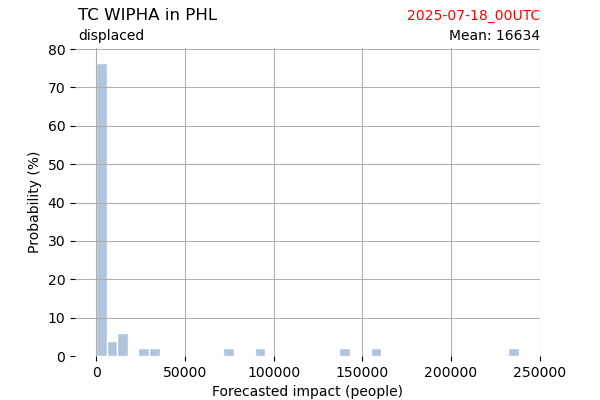 TC WIPHA in PHL
2025-07-18_00UTC
displaced
Mean: 16634
80
70
60
50
40
30
20
10
0
Probability (%)
0
50000
100000
150000
200000
250000
Forecasted impact (people)